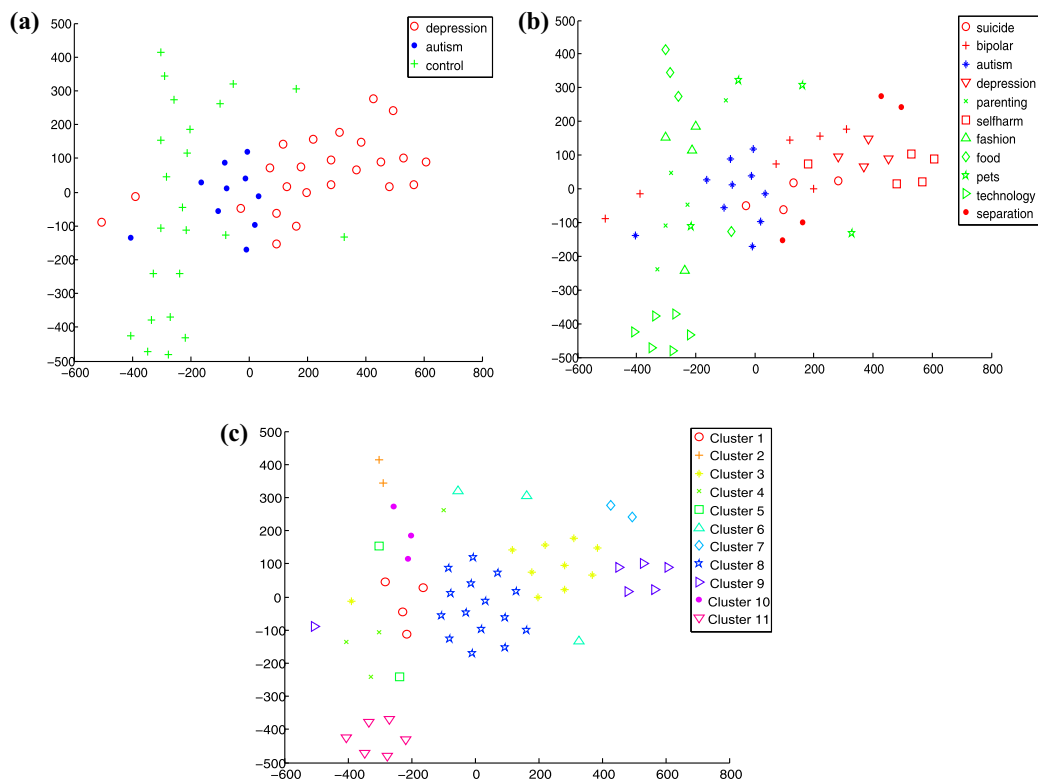 (a)
500
400
300
200
100
0
−100
−200
−300
−400
−500
−600 −400 −200 0 200 400 600 800
depression
autism
control
(b)
500
400
300
200
100
0
−100
−200
−300
−400
−500
−600 −400 −200 0 200 400 600 800
suicide
bipolar
autism
depression
parenting
selfharm
fashion
food
pets
technology
separation
(c)
500
400
300
200
100
0
−100
−200
−300
−400
−500
−600 −400 −200 0 200 400 600 800
Cluster 1
Cluster 2
Cluster 3
Cluster 4
Cluster 5
Cluster 6
Cluster 7
Cluster 8
Cluster 9
Cluster 10
Cluster 11